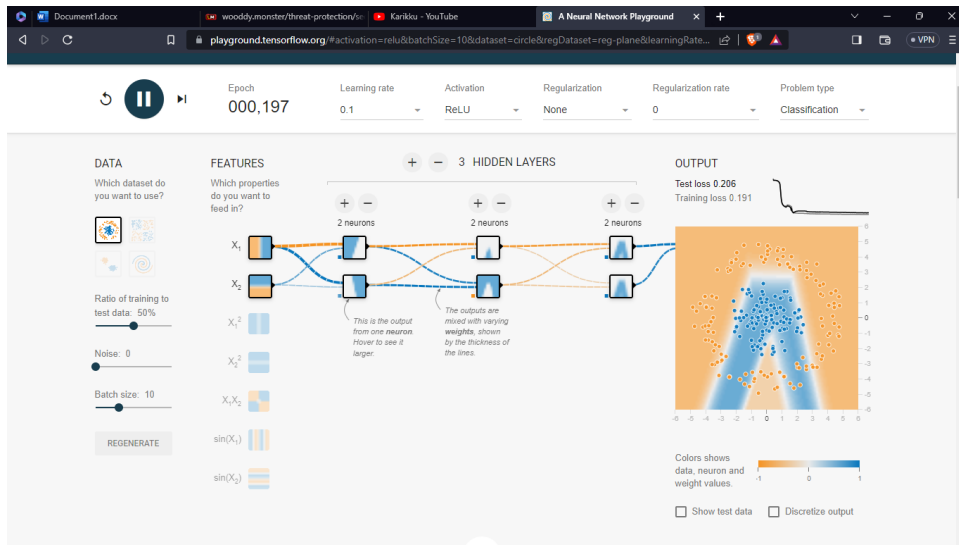 Document1.docx
wooddy.monster/threat-protection/se
Karikku - YouTube
A Neural Network Playground
playground.tensorflow.org/#activation=relu&batchSize=10&dataset=circle&regDataset=reg-plane&learningRate...
VPN
Epoch
000,197
Learning rate
0.1
Activation
ReLU
Regularization
None
Regularization rate
0
Problem type
Classification
DATA
Which dataset do
you want to use?
Ratio of training to
test data: 50%
Noise: 0
Batch size: 10
REGENERATE
FEATURES
Which properties
do you want to
feed in?
X1
X2
X1²
X2²
X1X2
sin(X1)
sin(X2)
+ − 3 HIDDEN LAYERS
+ −
2 neurons
+ −
2 neurons
+ −
2 neurons
This is the output
from one neuron.
Hover to see it
larger.
The outputs are
mixed with varying
weights, shown
by the thickness of
the lines.
OUTPUT
Test loss 0.206
Training loss 0.191
6
5
4
3
2
1
0
-1
-2
-3
-4
-5
-6
-6 -5 -4 -3 -2 -1 0 1 2 3 4 5 6
Colors shows
data, neuron and
weight values.
-1 0 1
Show test data
Discretize output